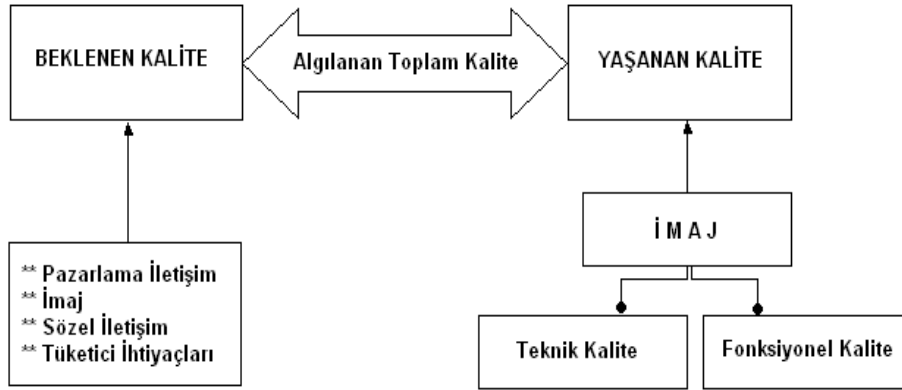 BEKLENEN KALİTE
Algılanan Toplam Kalite
YAŞANAN KALİTE
İ M A J
** Pazarlama İletişim
** İmaj
** Sözel İletişim
** Tüketici İhtiyaçları
Teknik Kalite
Fonksiyonel Kalite